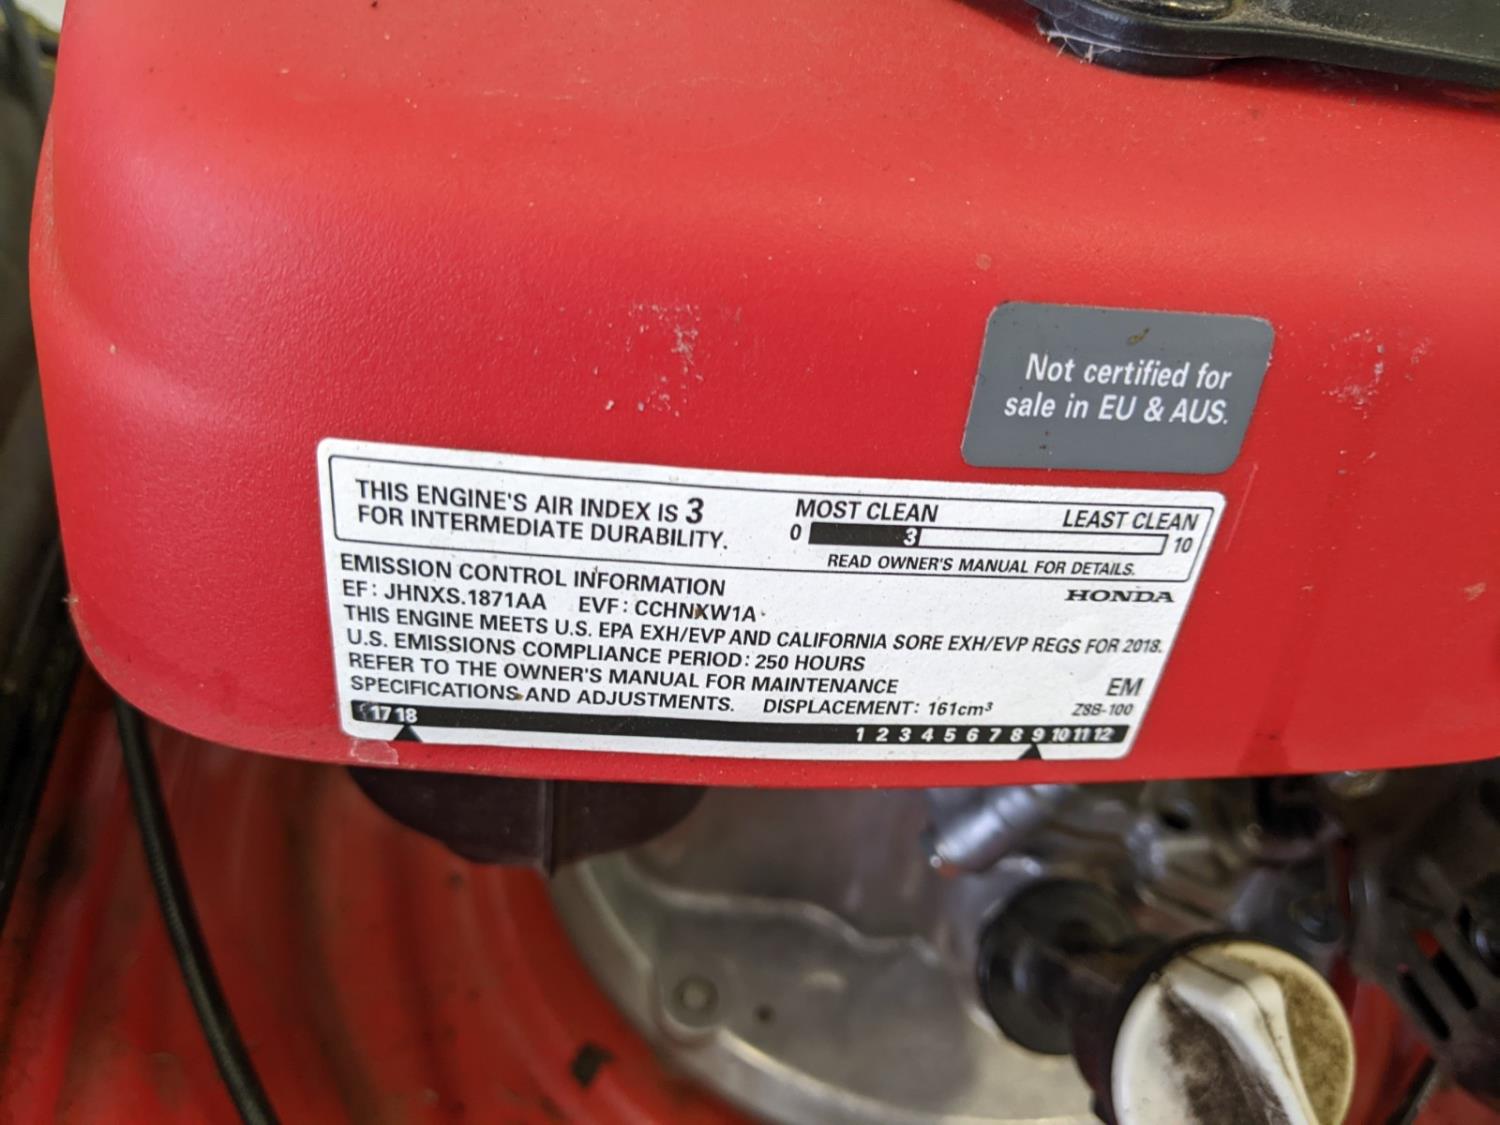 Not certified for
sale in EU & AUS.
THIS ENGINE'S AIR INDEX IS 3
FOR INTERMEDIATE DURABILITY.
MOST CLEAN LEAST CLEAN
0 3 10
READ OWNER'S MANUAL FOR DETAILS.
EMISSION CONTROL INFORMATION
HONDA
EF: JHNXS.1871AA EVF: CCHNXW1A
THIS ENGINE MEETS U.S. EPA EXH/EVP AND CALIFORNIA SORE EXH/EVP REGS FOR 2018.
U.S. EMISSIONS COMPLIANCE PERIOD: 250 HOURS
REFER TO THE OWNER'S MANUAL FOR MAINTENANCE
SPECIFICATIONS AND ADJUSTMENTS. DISPLACEMENT: 161cm³
EM
Z8B-100
17 18
1 2 3 4 5 6 7 8 9 10 11 12